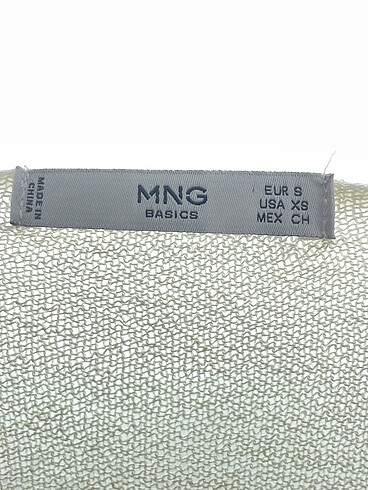 MADE IN
CHINA
MNG
BASICS
EUR S
USA XS
MEX CH